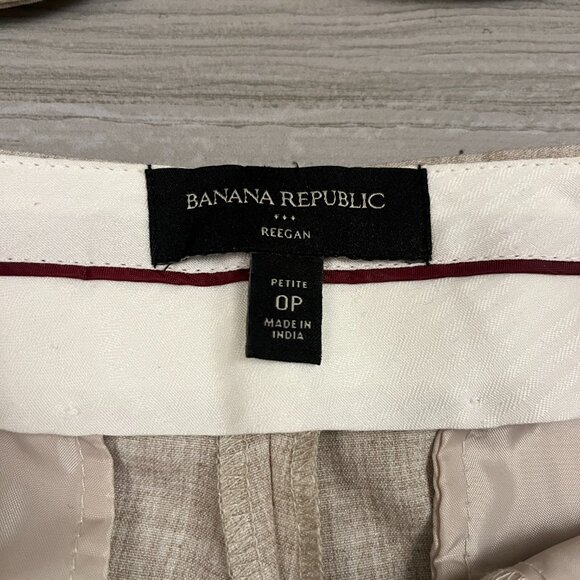 BANANA REPUBLIC
REEGAN
PETITE
0P
MADE IN
INDIA